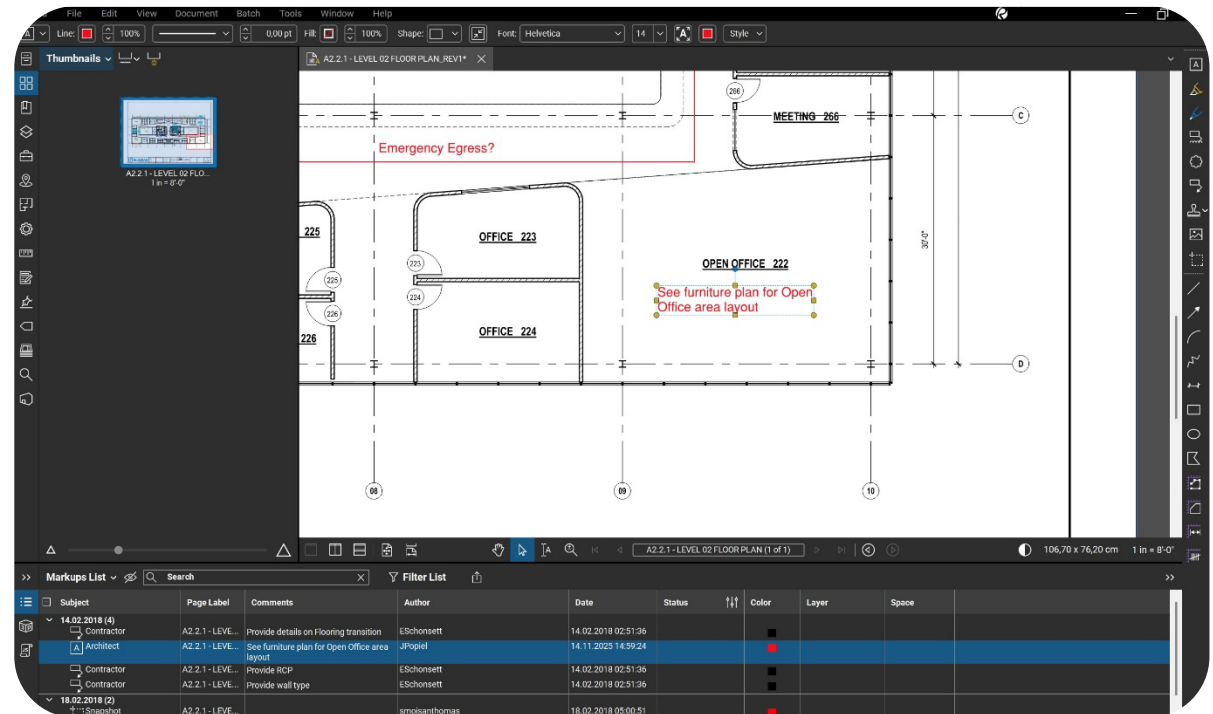 File Edit View Document Batch Tools Window Help
A Line: 100% 0,00 pt Fill: 100% Shape: Font: Helvetica 14 A Style
Thumbnails
A2.2.1 - LEVEL 02 FLOOR PLAN_REV1*
A2.2.1 - LEVEL 02 FLO...
1 in = 8'-0"
286
MEETING 266
C
Emergency Egress?
225
OFFICE 223
223
225
224
226
226
OFFICE 224
OPEN OFFICE 222
See furniture plan for Open
Office area layout
30'-0"
D
08
09
10
A2.2.1 - LEVEL 02 FLOOR PLAN (1 of 1)
106,70 x 76,20 cm 1 in = 8'-0"
Markups List Search Filter List
Subject Page Label Comments Author Date Status Color Layer Space
14.02.2018 (4)
Contractor A2.2.1 - LEVE... Provide details on Flooring transition ESchonsett 14.02.2018 02:51:36
Architect A2.2.1 - LEVE... See furniture plan for Open Office area JPopiel 14.11.2025 14:59:24
layout
Contractor A2.2.1 - LEVE... Provide RCP ESchonsett 14.02.2018 02:51:36
Contractor A2.2.1 - LEVE... Provide wall type ESchonsett 14.02.2018 02:51:36
18.02.2018 (2)
Snapshot A2.2.1 - LEVE... smoisanthomas 18.02.2018 05:00:51